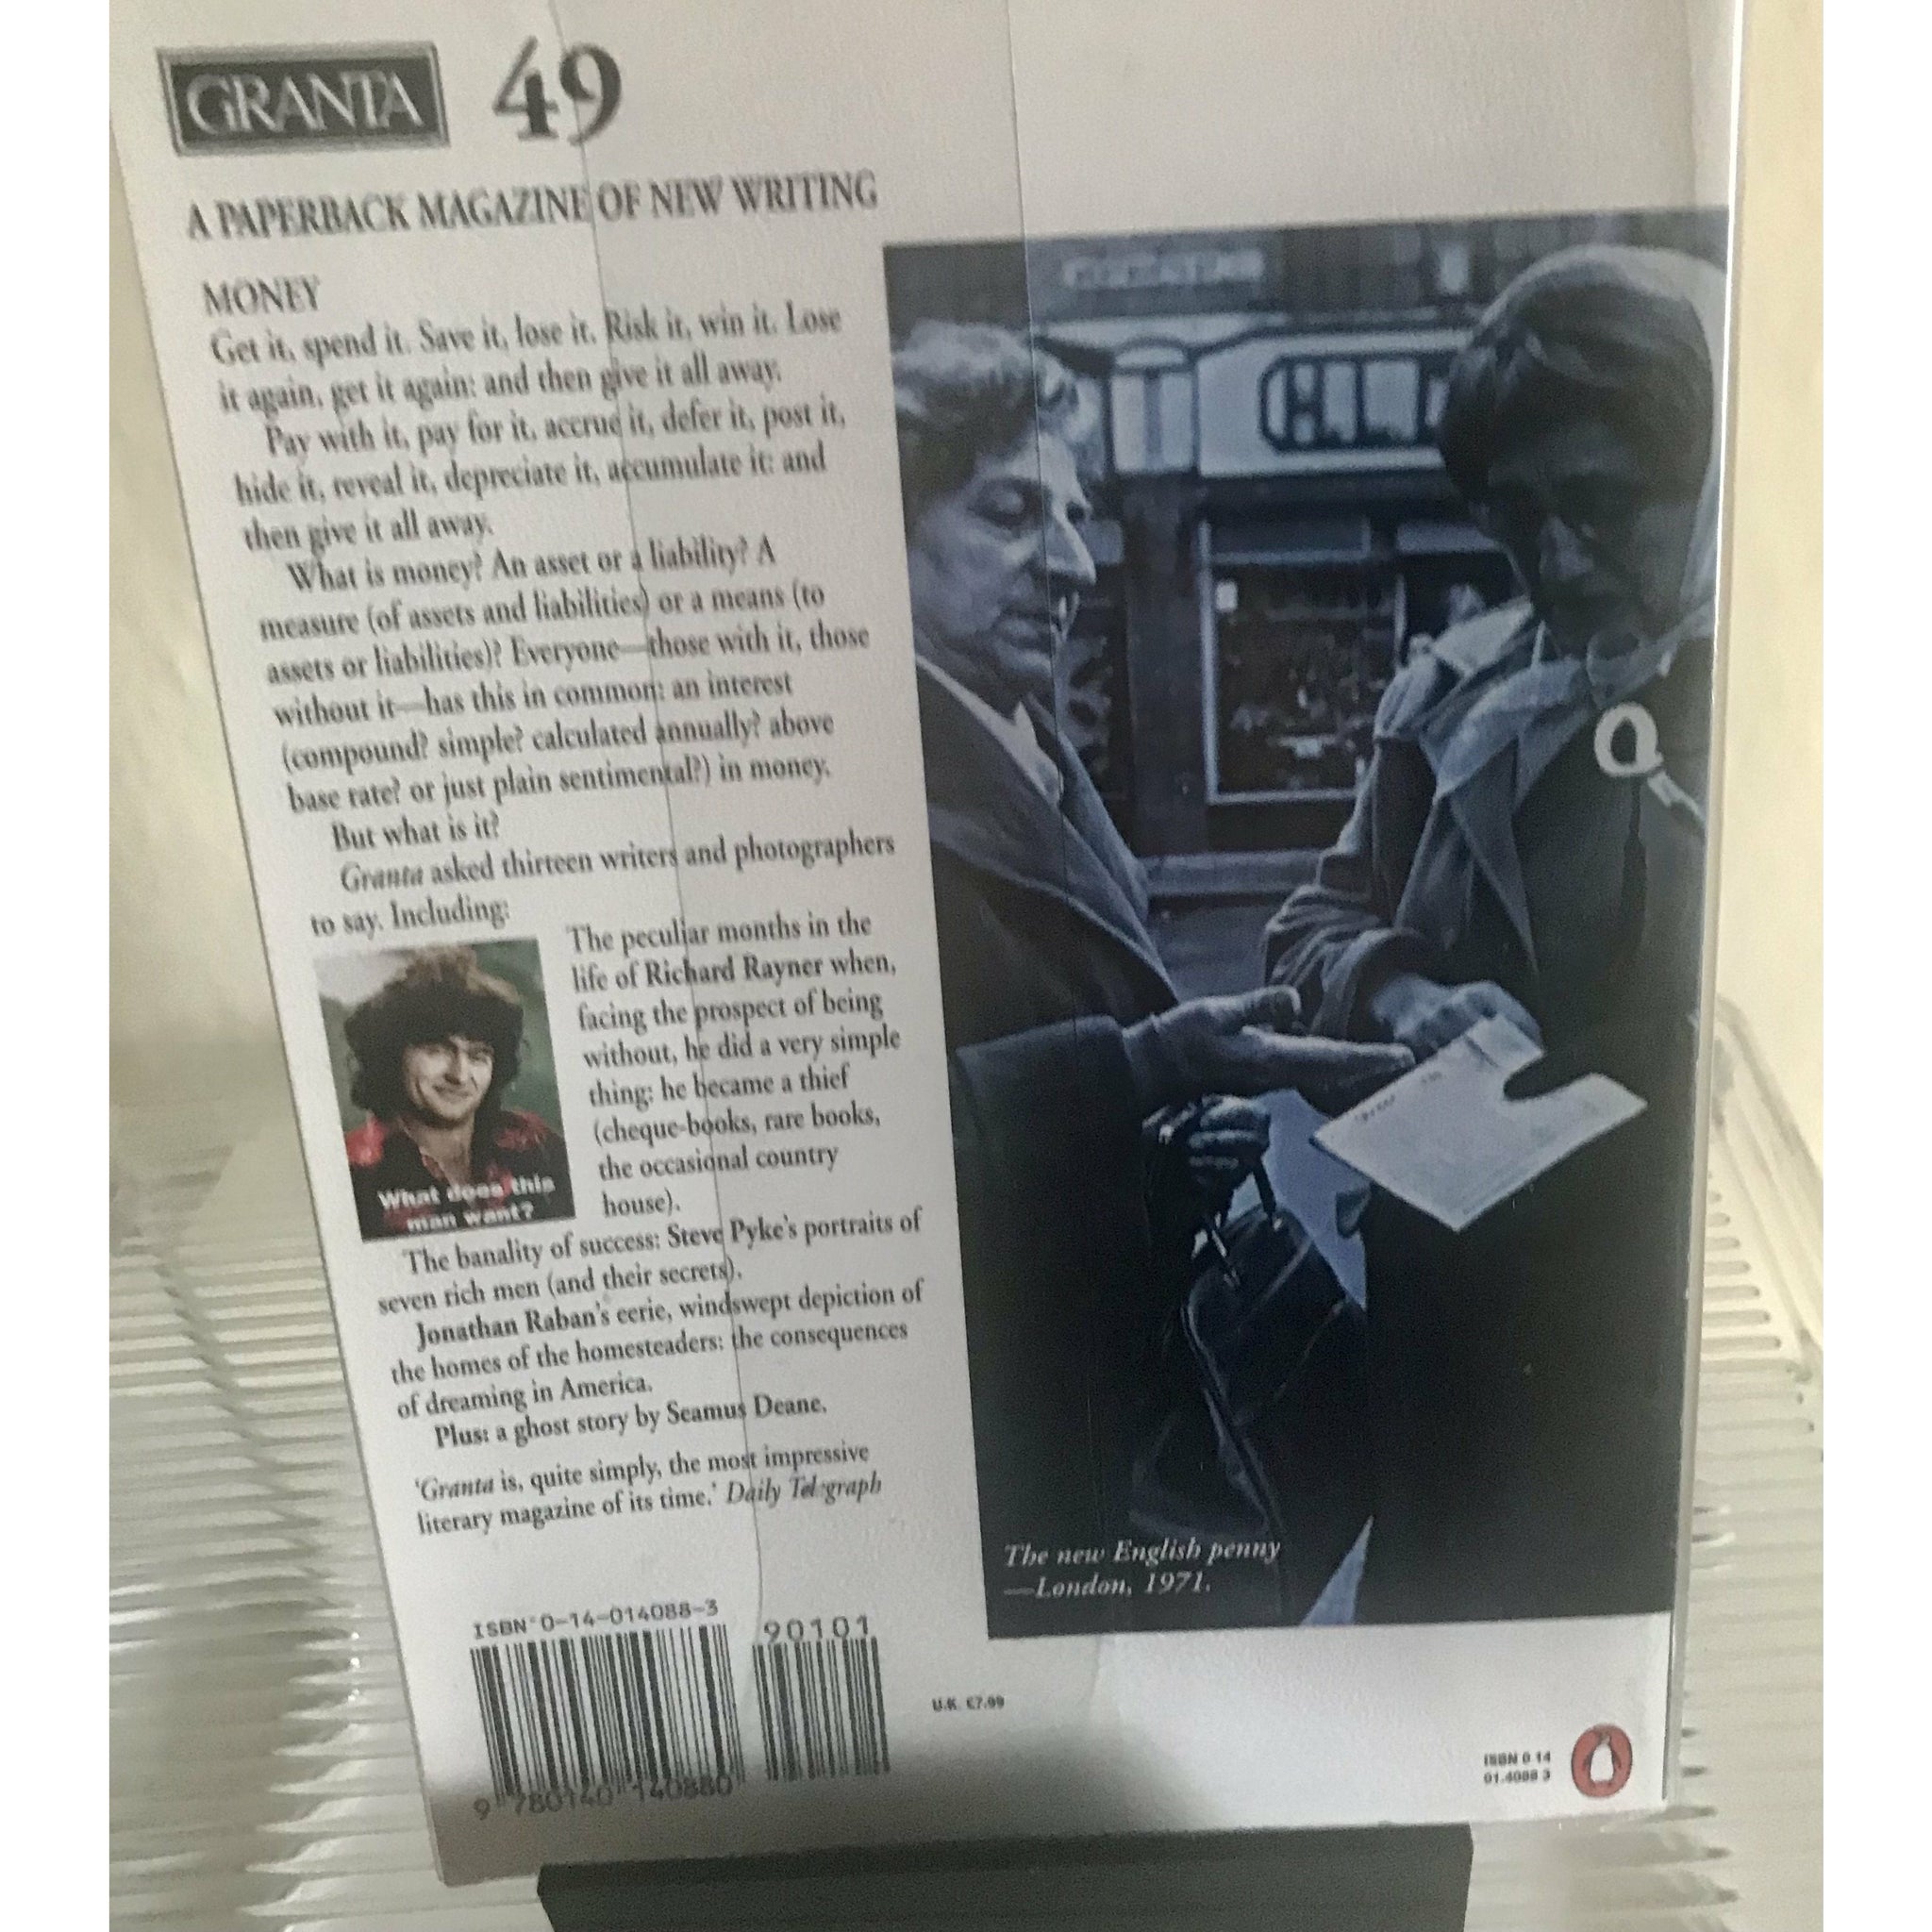 GRANTA 49
A PAPERBACK MAGAZINE OF NEW WRITING
MONEY
Get it, spend it. Save it, lose it. Risk it, win it. Lose
it again, get it again: and then give it all away.
Pay with it, pay for it, accrue it, defer it, post it,
hide it, reveal it, depreciate it, accumulate it: and
then give it all away.
What is money? An asset or a liability? A
measure (of assets and liabilities) or a means (to
assets or liabilities)? Everyone—those with it, those
without it—has this in common: an interest
(compound? simple? calculated annually? above
base rate? or just plain sentimental?) in money.
But what is it?
Granta asked thirteen writers and photographers
to say. Including:
The peculiar months in the
life of Richard Rayner when,
facing the prospect of being
without, he did a very simple
thing: he became a thief
(cheque-books, rare books,
the occasional country
house).
What does this
man want?
The banality of success: Steve Pyke's portraits of
seven rich men (and their secrets).
Jonathan Raban's eerie, windswept depiction of
the homes of the homesteaders: the consequences
of dreaming in America.
Plus: a ghost story by Seamus Deane.
'Granta is, quite simply, the most impressive
literary magazine of its time.' Daily Telegraph
The new English penny
—London, 1971.
ISBN 0-14-014088-3
90101
9 780140 140880
U.K. £7.99
ISBN 0 14
01.4088 3